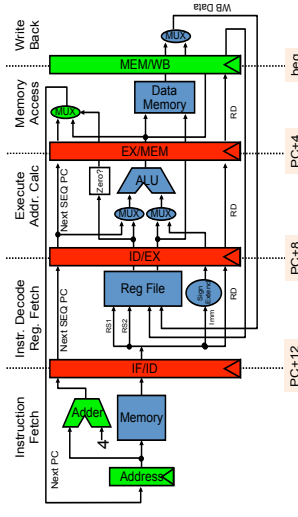 Instruction
Fetch
Instr. Decode
Reg. Fetch
Execute
Addr. Calc
Memory
Access
Write
Back
Next PC
Address
4
Adder
Memory
IF/ID
Next SEQ PC
RS1
RS2
Reg File
Imm
Sign
Extend
RD
ID/EX
Next SEQ PC
Zero?
MUX
MUX
ALU
RD
EX/MEM
MUX
Data
Memory
RD
MEM/WB
MUX
WB Data
PC+12
PC+8
PC+4
beq